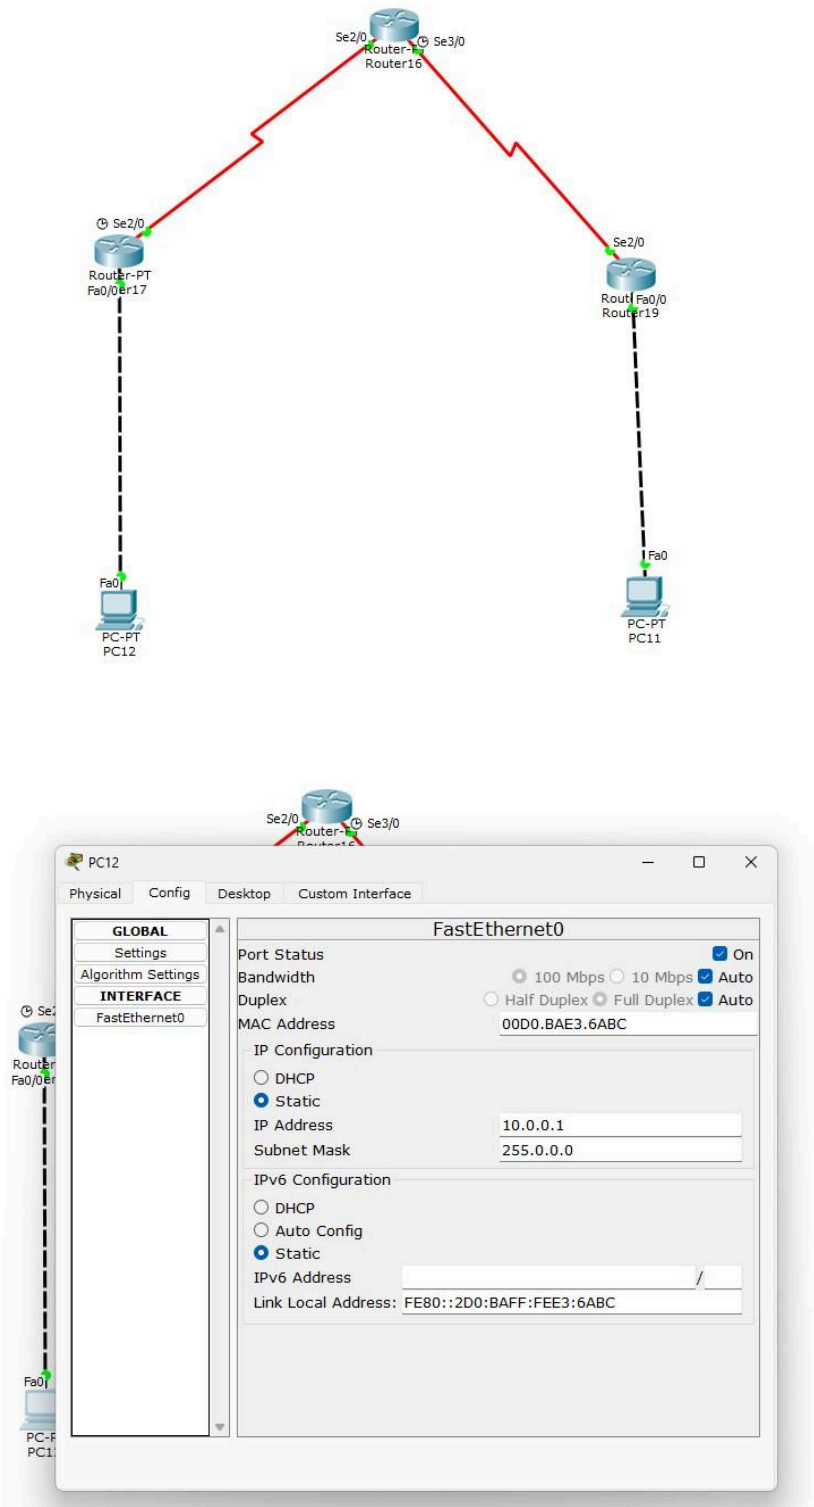 Se2/0
Se3/0
Router-P
Router16
Se2/0
Router-PT
Fa0/0er17
Se2/0
Rout Fa0/0
Router19
Fa0
PC-PT
PC12
Fa0
PC-PT
PC11
Se2/0
Se3/0
Router-P
Router16
PC12
Physical Config Desktop Custom Interface
GLOBAL
Settings
Algorithm Settings
INTERFACE
FastEthernet0
FastEthernet0
Port Status On
Bandwidth 100 Mbps 10 Mbps Auto
Duplex Half Duplex Full Duplex Auto
MAC Address 00D0.BAE3.6ABC
IP Configuration
DHCP
Static
IP Address 10.0.0.1
Subnet Mask 255.0.0.0
IPv6 Configuration
DHCP
Auto Config
Static
IPv6 Address /
Link Local Address: FE80::2D0:BAFF:FEE3:6ABC
Se2
Router
Fa0/0er
Fa0
PC-P
PC1